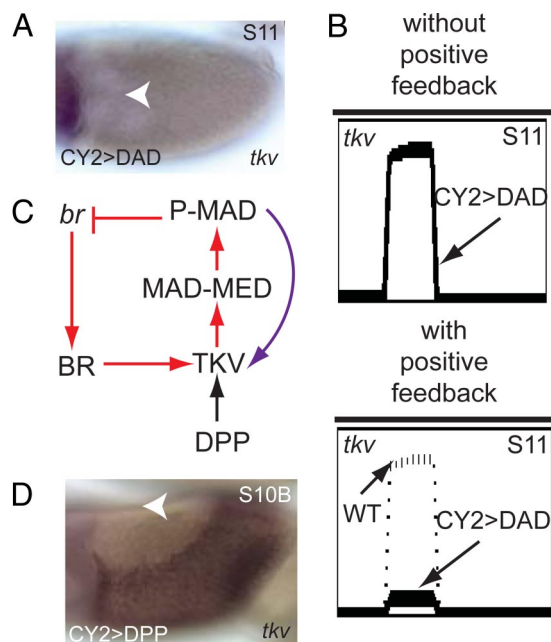 A
S11
CY2>DAD
tkv
B
without
positive
feedback
tkv
S11
CY2>DAD
with
positive
feedback
tkv
S11
WT
CY2>DAD
C
br
P-MAD
MAD-MED
BR
TKV
DPP
D
S10B
CY2>DPP
tkv